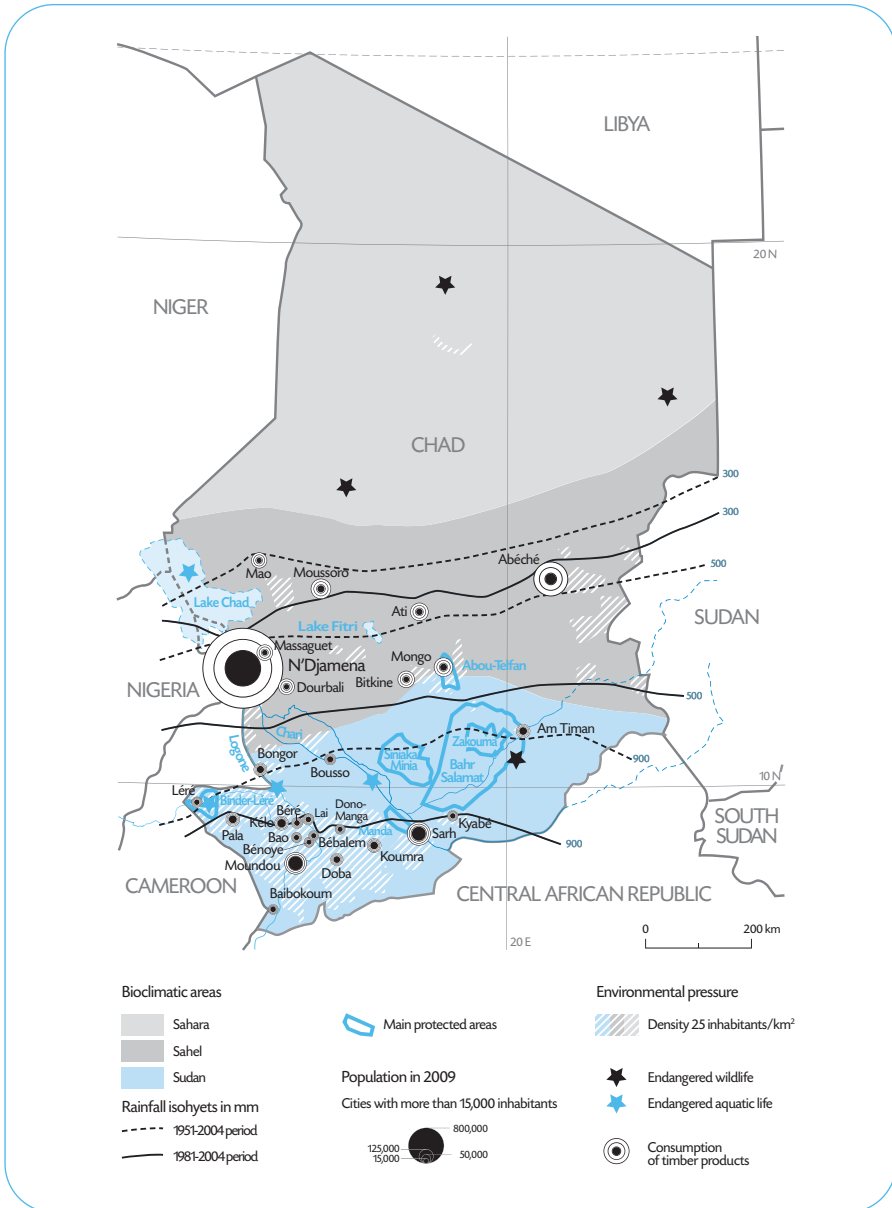 LIBYA
20 N
NIGER
CHAD
300
300
Abéché
500
Mao
Moussoro
Lake Chad
Ati
SUDAN
Lake Fitri
Massaguet
N'Djamena
Mongo
Abou-Telfan
NIGERIA
Dourbali
Bitkine
500
Chari
Am Timan
Logone
Zakouma
Siniaka
Minia
Bahr
Salamat
900
Bongor
Bousso
10 N
Léré
Binder-Léré
SOUTH
SUDAN
Bére
Lai
Dono-
Manga
Kélo
Kyabé
Pala
Bao
Bébalem
Manda
Sarh
900
Bénoye
Koumra
Moundou
Doba
CAMEROON
CENTRAL AFRICAN REPUBLIC
Baibokoum
0
200 km
20 E
Bioclimatic areas
Sahara
Sahel
Sudan
Rainfall isohyets in mm
1951-2004 period
1981-2004 period
Main protected areas
Population in 2009
Cities with more than 15,000 inhabitants
800,000
125,000
50,000
15,000
Environmental pressure
Density 25 inhabitants/km²
Endangered wildlife
Endangered aquatic life
Consumption
of timber products